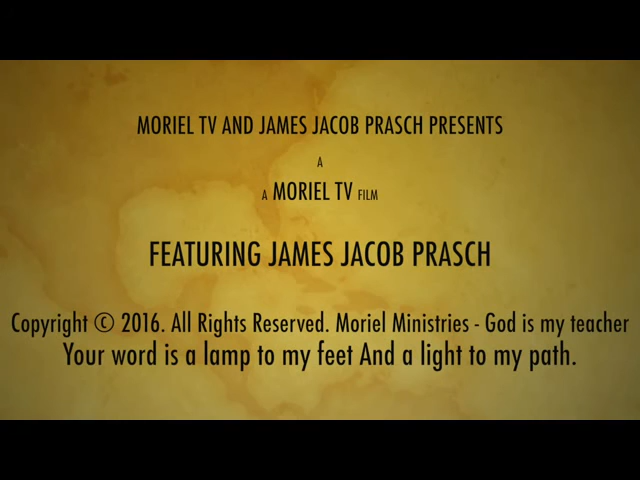 MORIEL TV AND JAMES JACOB PRASCH PRESENTS
A
A MORIEL TV FILM
FEATURING JAMES JACOB PRASCH
Copyright © 2016. All Rights Reserved. Moriel Ministries - God is my teacher
Your word is a lamp to my feet And a light to my path.